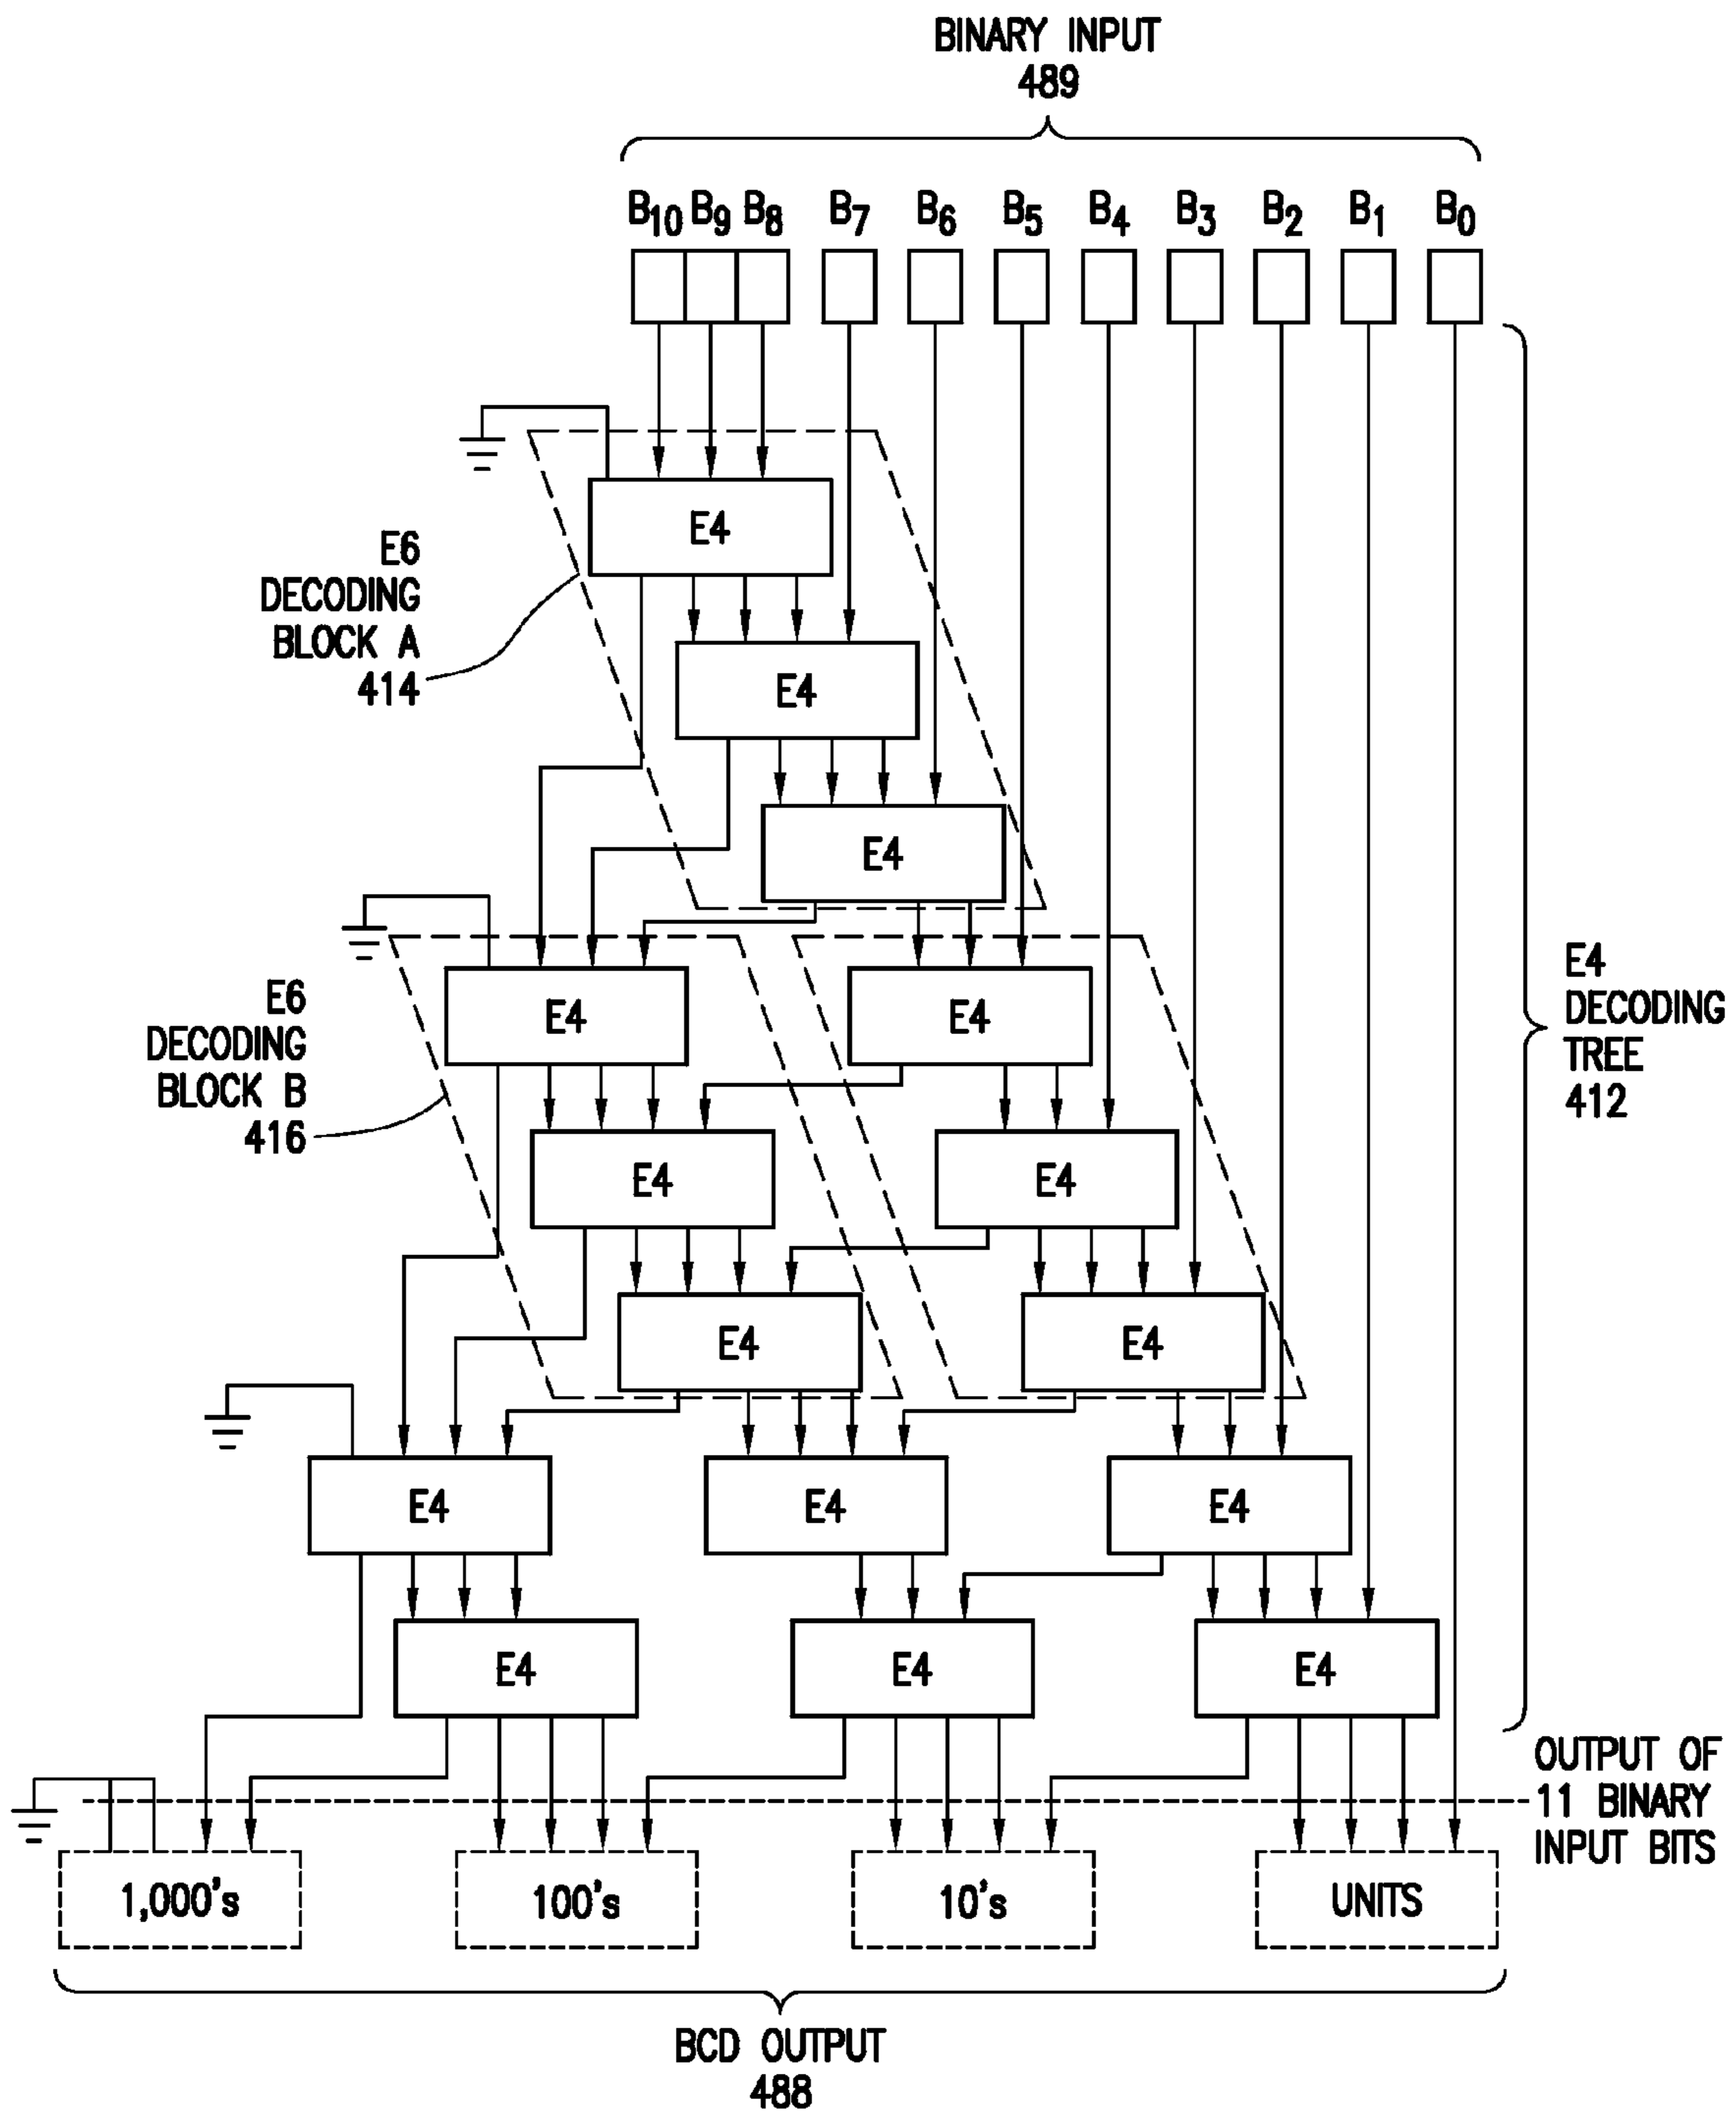 BINARY INPUT
489
B10 B9 B8 B7 B6 B5 B4 B3 B2 B1 B0
E4
E6
DECODING
BLOCK A
414
E4
E4
E4 E4
E6
DECODING
BLOCK B
416
E4
DECODING
TREE
412
E4 E4
E4 E4
E4 E4 E4
E4 E4 E4
OUTPUT OF
11 BINARY
INPUT BITS
1,000's 100's 10's UNITS
BCD OUTPUT
488